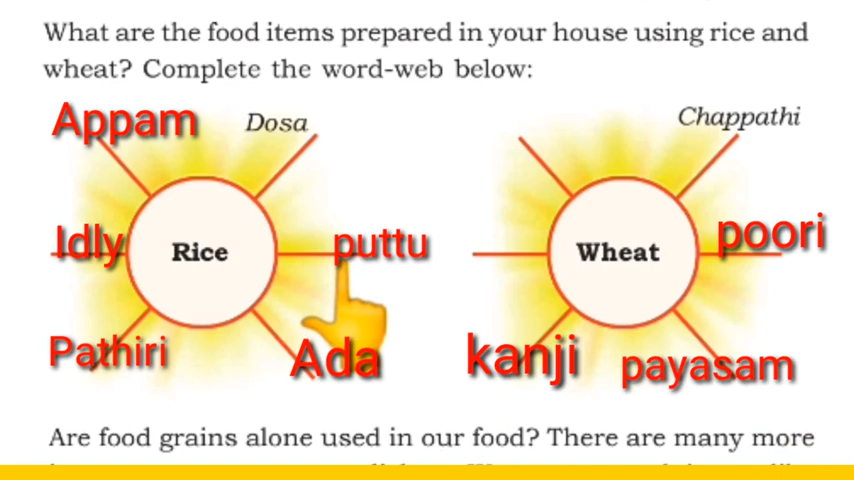 What are the food items prepared in your house using rice and
wheat? Complete the word-web below:
Appam
Dosa
Idly
Rice
puttu
Pathiri
Ada
Chappathi
Wheat
poori
kanji
payasam
Are food grains alone used in our food? There are many more